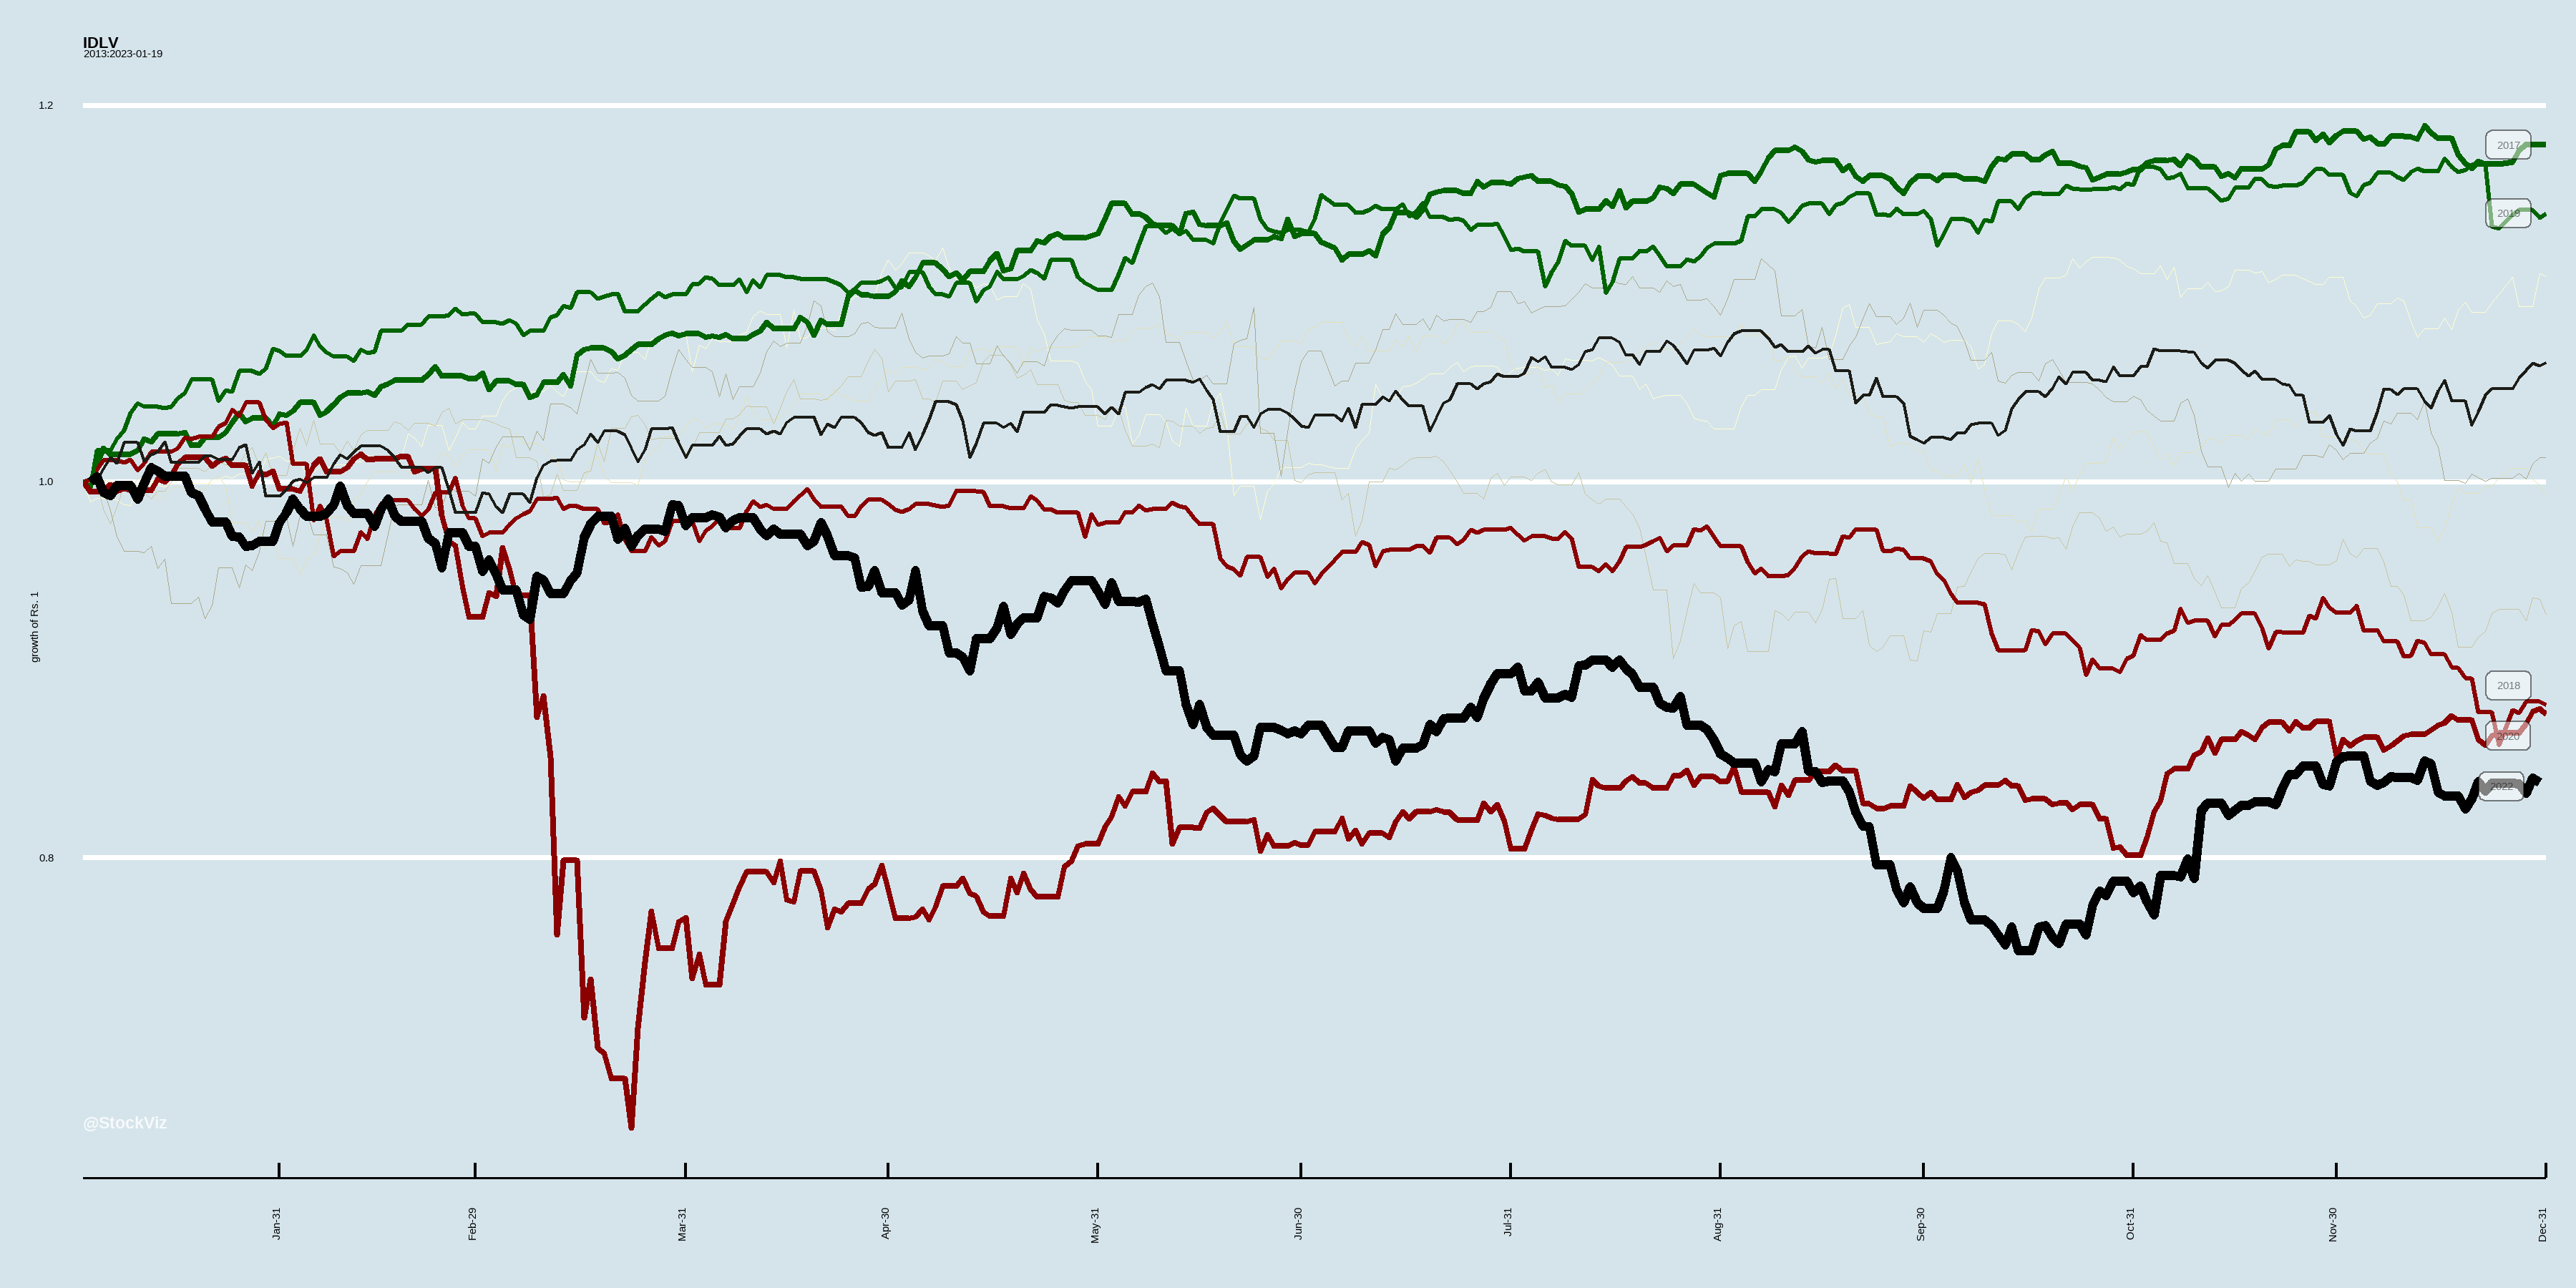 IDLV
2013:2023-01-19
1.2
1.0
0.8
growth of Rs. 1
2017
2019
2018
2020
2022
@StockViz
Jan-31
Feb-29
Mar-31
Apr-30
May-31
Jun-30
Jul-31
Aug-31
Sep-30
Oct-31
Nov-30
Dec-31